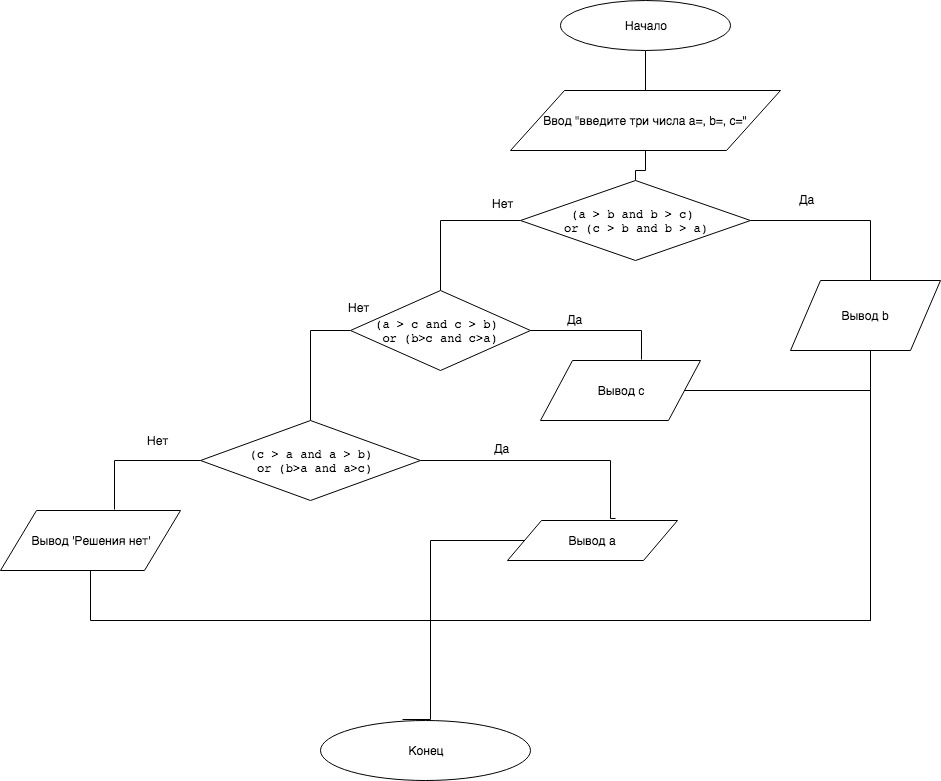 Начало
Ввод "введите три числа a=, b=, c="
Нет
Да
(a > b and b > c)
or (c > b and b > a)
Нет
Да
(a > c and c > b)
or (b>c and c>a)
Вывод b
Вывод c
Нет
Да
(c > a and a > b)
or (b>a and a>c)
Вывод 'Решения нет'
Вывод a
Конец